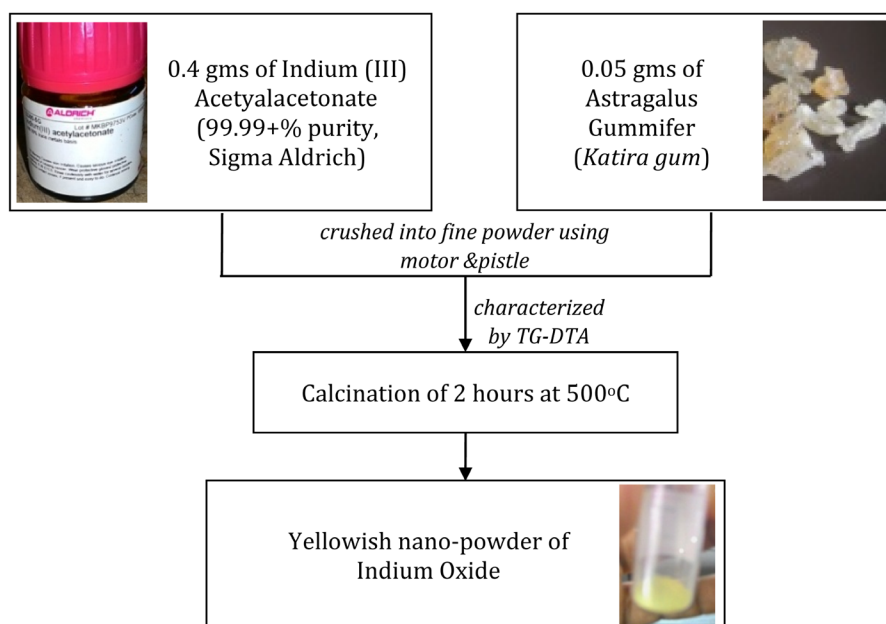 0.4 gms of Indium (III)
Acetyalacetonate
(99.99+% purity,
Sigma Aldrich)
ALDRICH
acetylacetonate
0.05 gms of
Astragalus
Gummifer
(Katira gum)
crushed into fine powder using
motor &pistle
characterized
by TG-DTA
Calcination of 2 hours at 500°C
Yellowish nano-powder of
Indium Oxide